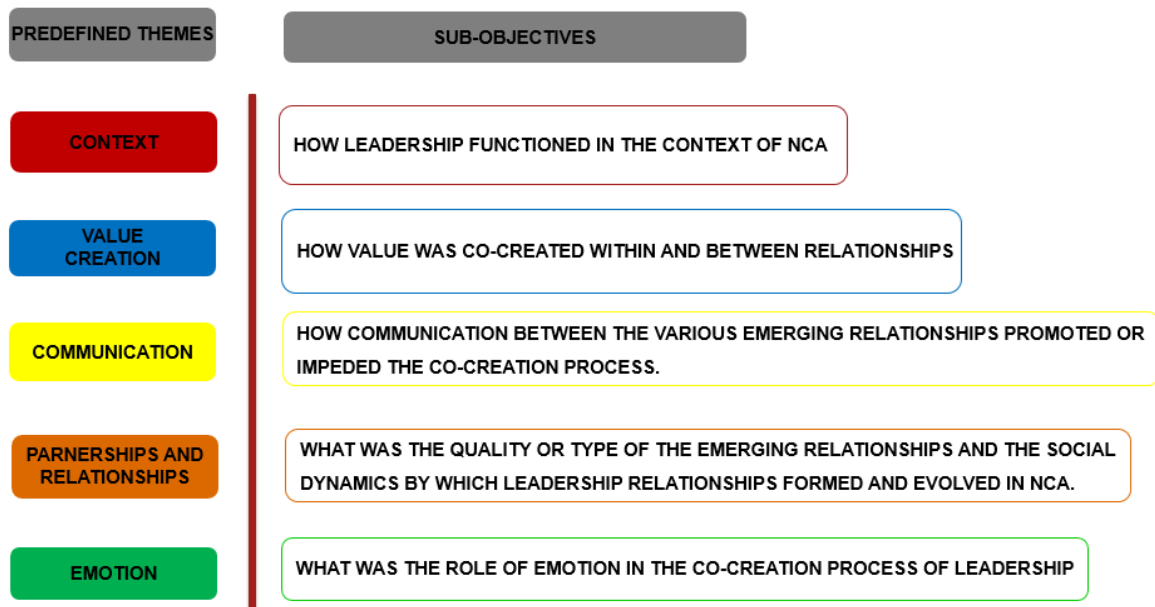 PREDEFINED THEMES
SUB-OBJECTIVES
CONTEXT
HOW LEADERSHIP FUNCTIONED IN THE CONTEXT OF NCA
VALUE
CREATION
HOW VALUE WAS CO-CREATED WITHIN AND BETWEEN RELATIONSHIPS
COMMUNICATION
HOW COMMUNICATION BETWEEN THE VARIOUS EMERGING RELATIONSHIPS PROMOTED OR
IMPEDED THE CO-CREATION PROCESS.
PARNERSHIPS AND
RELATIONSHIPS
WHAT WAS THE QUALITY OR TYPE OF THE EMERGING RELATIONSHIPS AND THE SOCIAL
DYNAMICS BY WHICH LEADERSHIP RELATIONSHIPS FORMED AND EVOLVED IN NCA.
EMOTION
WHAT WAS THE ROLE OF EMOTION IN THE CO-CREATION PROCESS OF LEADERSHIP